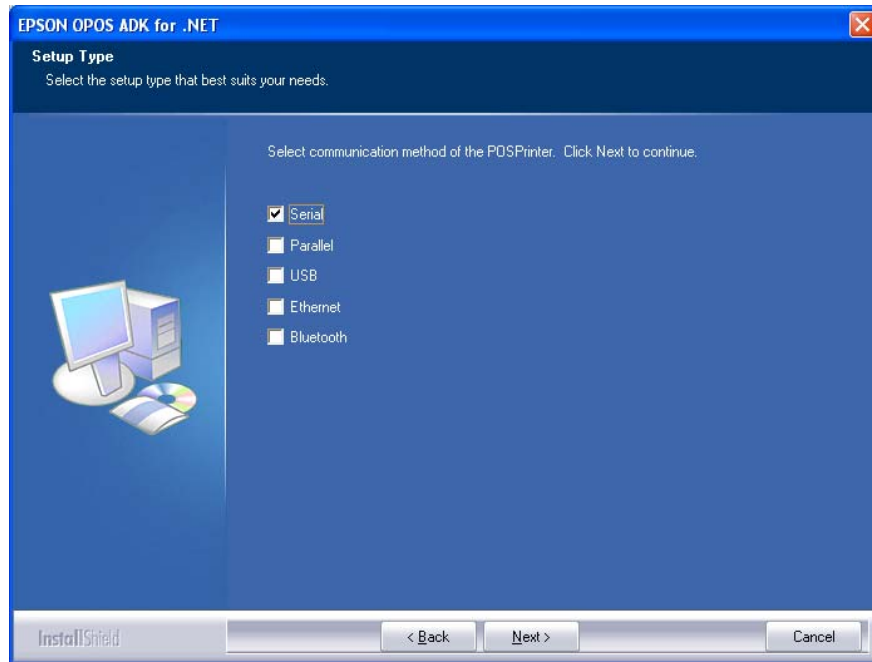 EPSON OPOS ADK for .NET
Setup Type
Select the setup type that best suits your needs.
Select communication method of the POSPrinter. Click Next to continue.
Serial
Parallel
USB
Ethernet
Bluetooth
InstallShield
< Back
Next >
Cancel